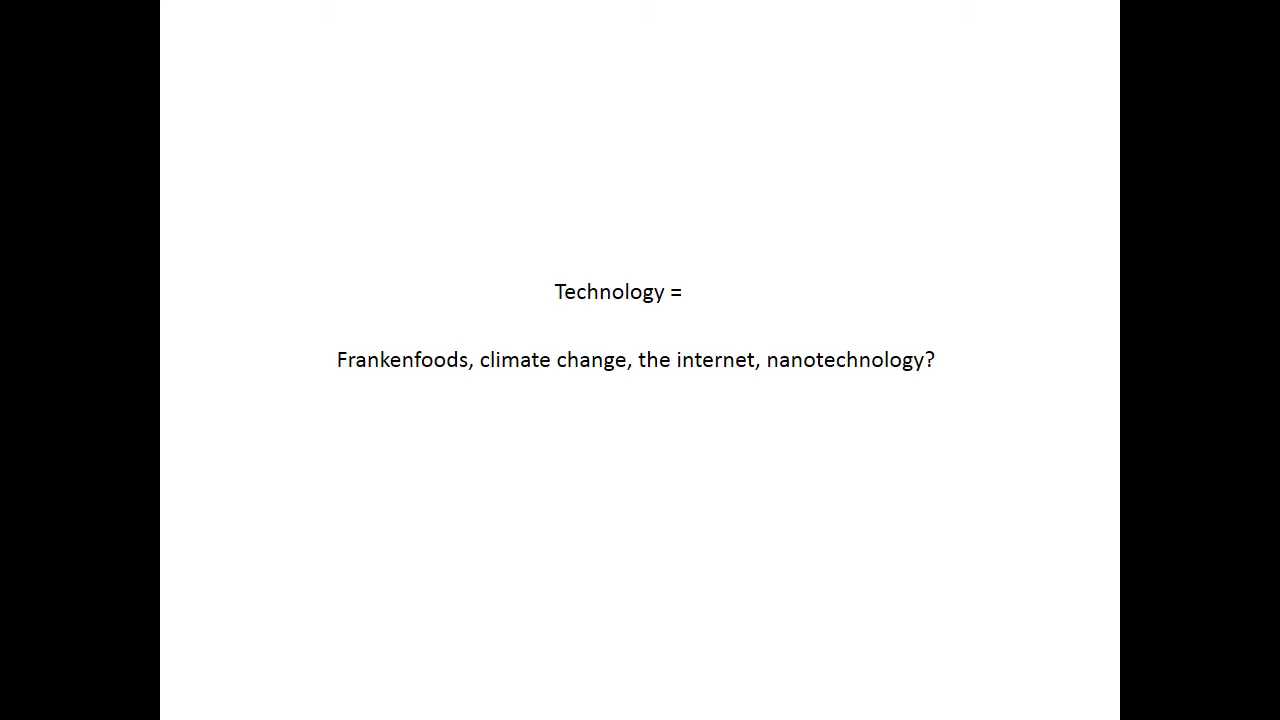 Technology =
Frankenfoods, climate change, the internet, nanotechnology?